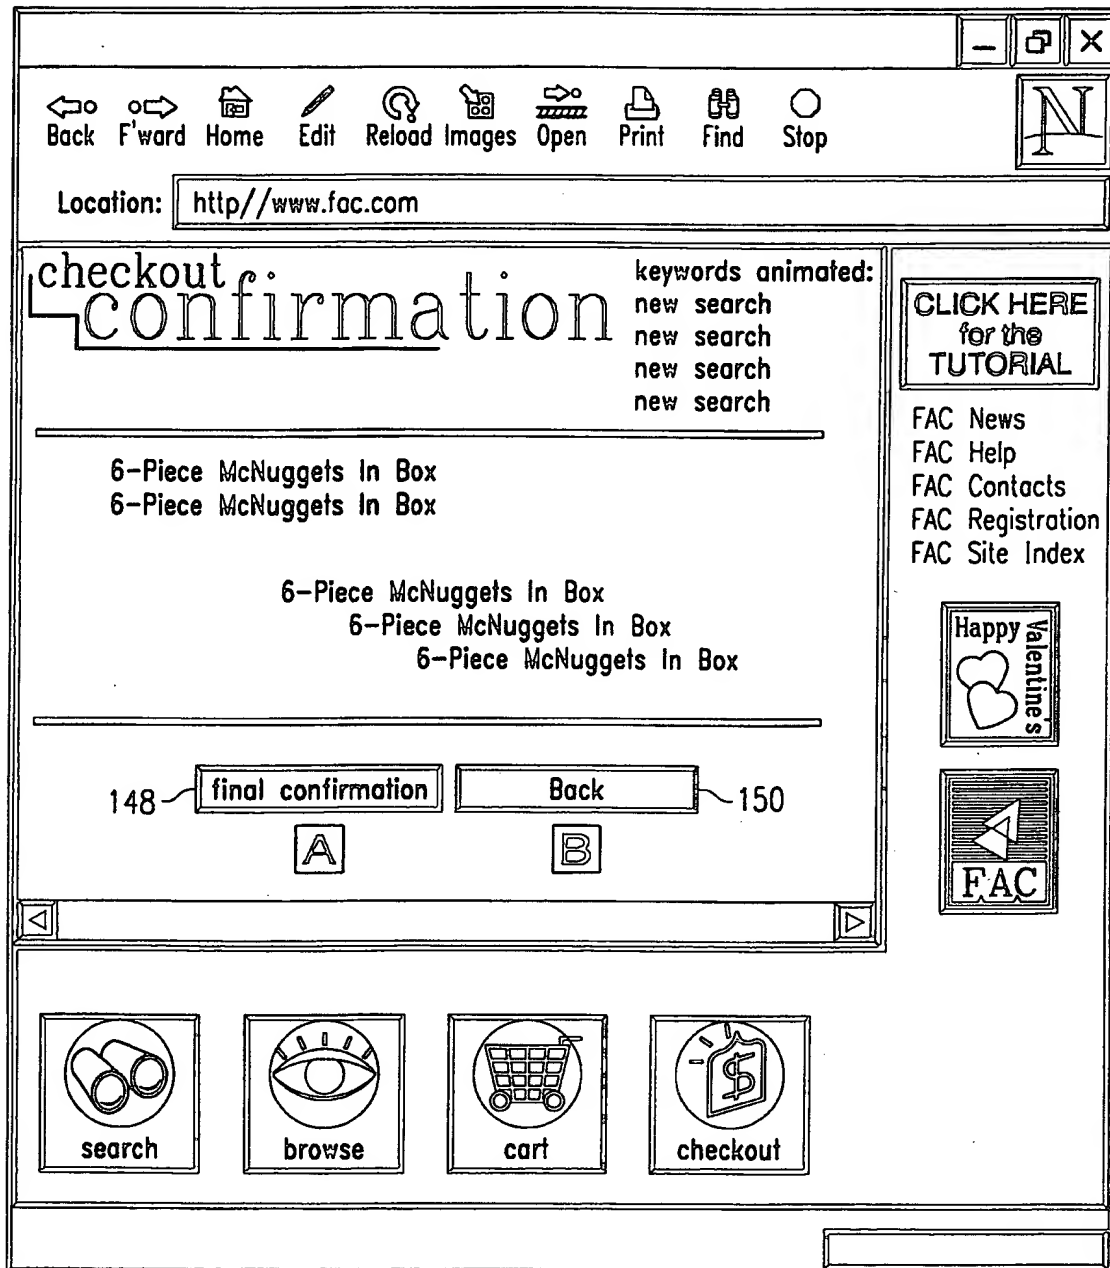 Back F'ward Home Edit Reload Images Open Print Find Stop
N
Location: http//www.fac.com
checkout
confirmation
keywords animated:
new search
new search
new search
new search
CLICK HERE
for the
TUTORIAL
FAC News
FAC Help
FAC Contacts
FAC Registration
FAC Site Index
6-Piece McNuggets In Box
6-Piece McNuggets In Box
6-Piece McNuggets In Box
6-Piece McNuggets In Box
6-Piece McNuggets In Box
Happy Valentine's
148 final confirmation Back 150
A B
FAC
search browse cart checkout
$